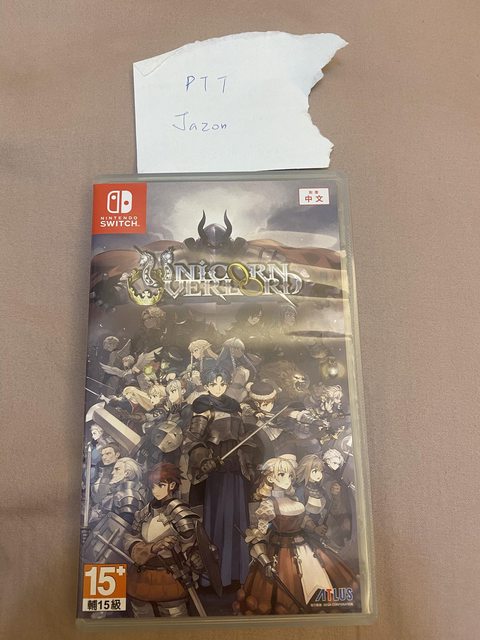 PTT
Jazon
NINTENDO
SWITCH.
中文
UNICORN
OVERLORD
15+
輔15級
ATLUS